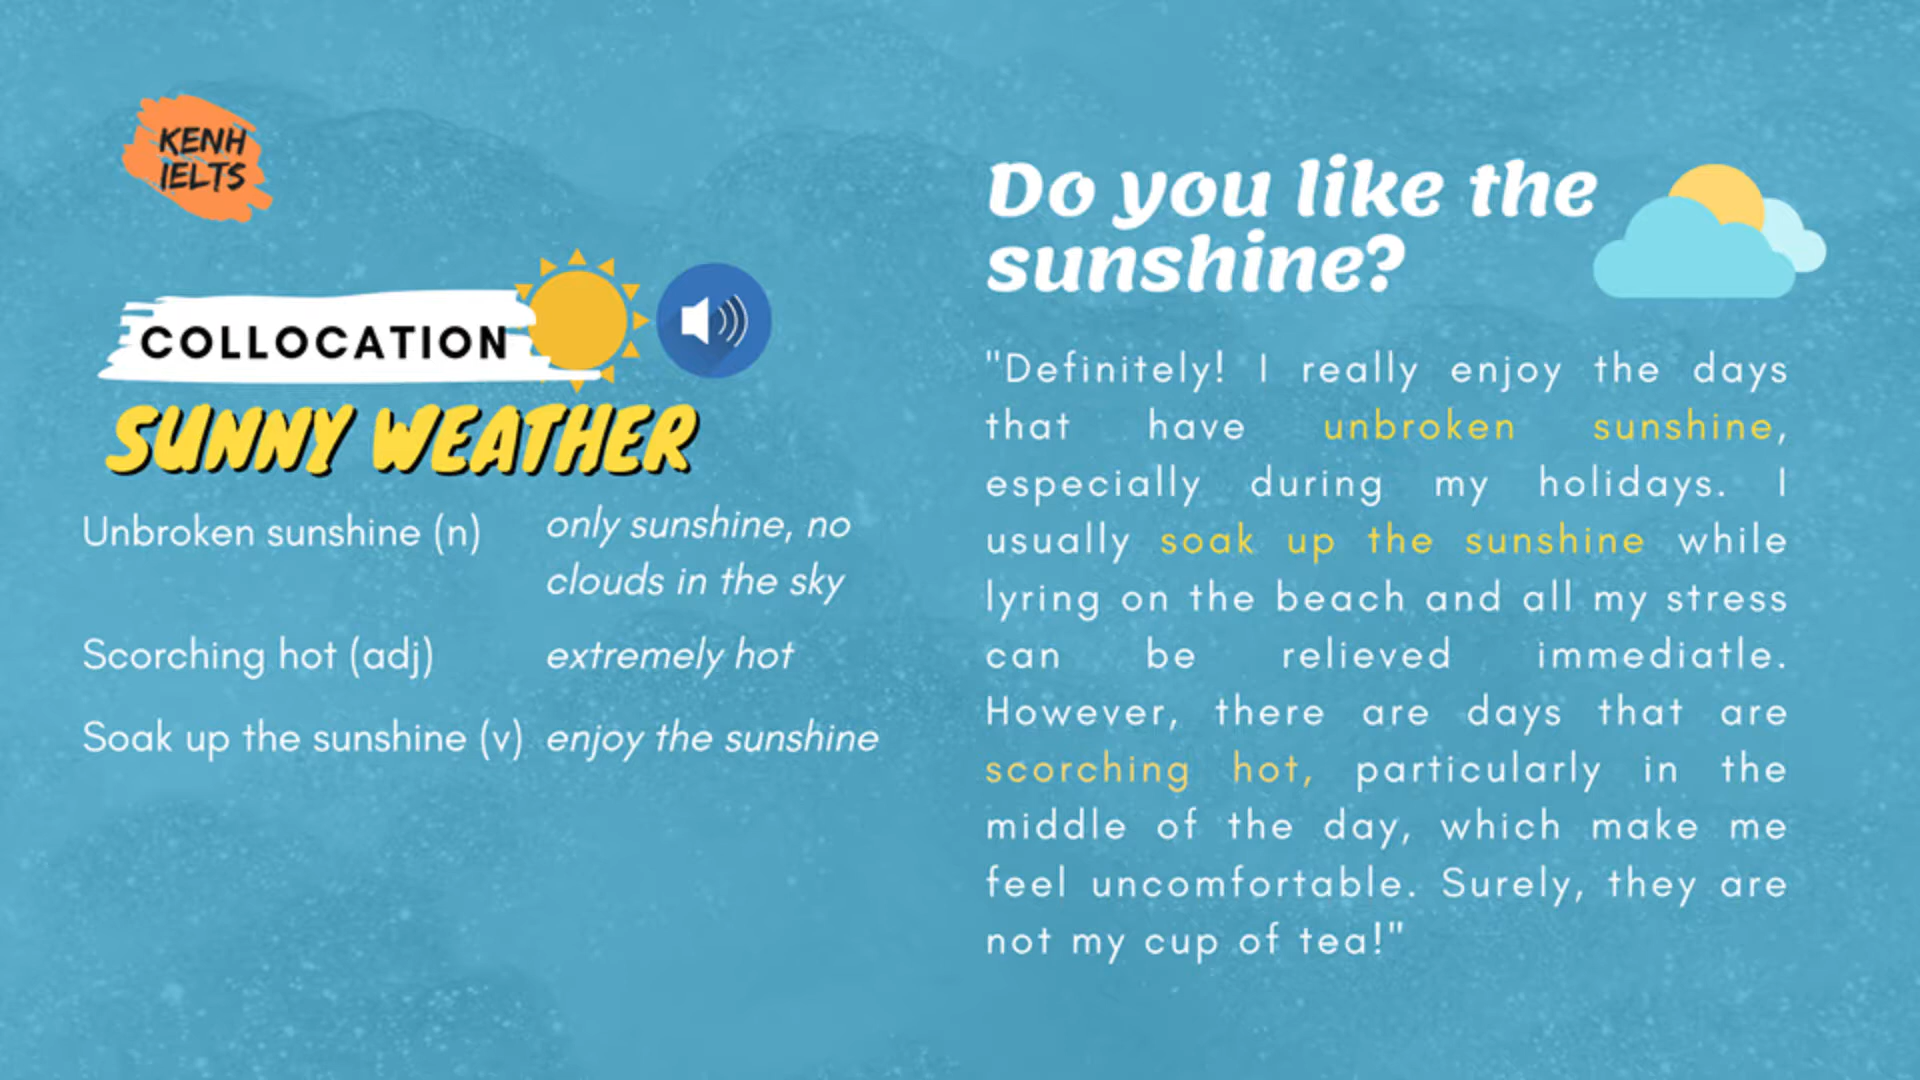 KENH
IELTS
COLLOCATION
SUNNY WEATHER
Unbroken sunshine (n)
only sunshine, no
clouds in the sky
Scorching hot (adj)
extremely hot
Soak up the sunshine (v)
enjoy the sunshine
Do you like the
sunshine?
"Definitely! I really enjoy the days
that have unbroken sunshine,
especially during my holidays. I
usually soak up the sunshine while
lyring on the beach and all my stress
can be relieved immediatle.
However, there are days that are
scorching hot, particularly in the
middle of the day, which make me
feel uncomfortable. Surely, they are
not my cup of tea!"